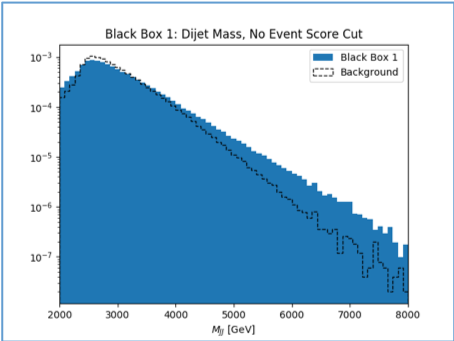 Black Box 1: Dijet Mass, No Event Score Cut
Black Box 1
Background
10⁻³
10⁻⁴
10⁻⁵
10⁻⁶
10⁻⁷
2000 3000 4000 5000 6000 7000 8000
M_JJ [GeV]